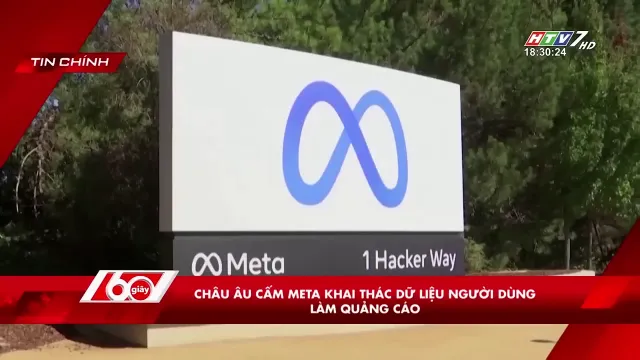 TIN CHÍNH
HTV7 HD
18:30:24
Meta
1 Hacker Way
60 giây
CHÂU ÂU CẤM META KHAI THÁC DỮ LIỆU NGƯỜI DÙNG
LÀM QUẢNG CÁO